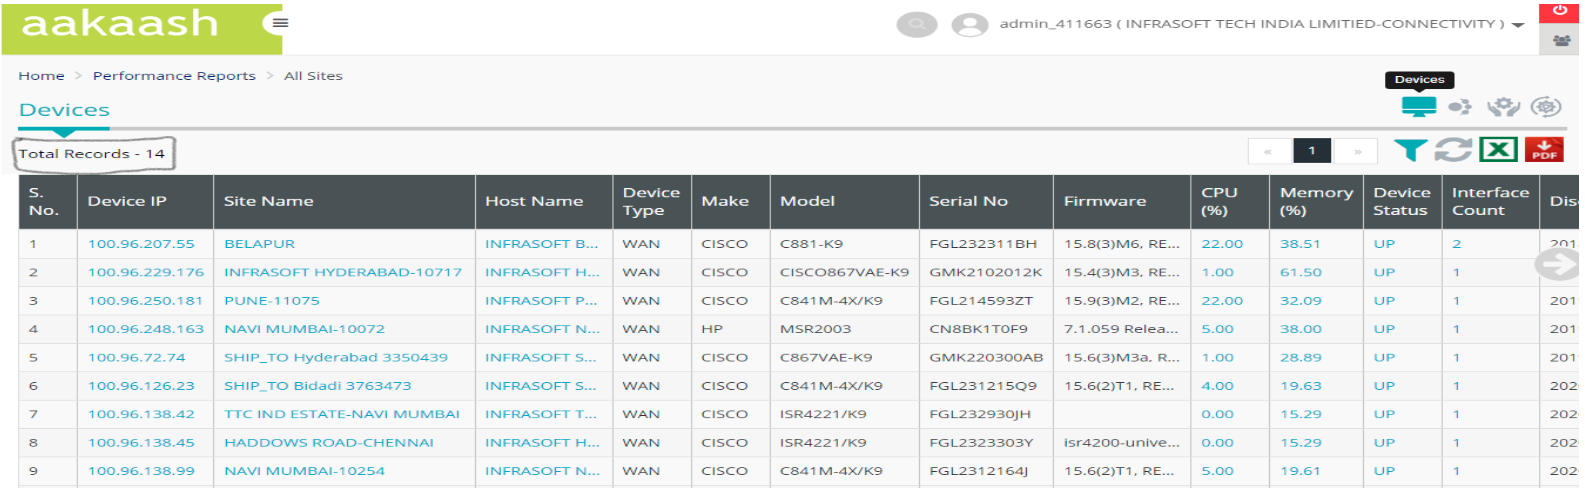 aakaash
admin_411663 ( INFRASOFT TECH INDIA LIMITIED-CONNECTIVITY )
Home > Performance Reports > All Sites
Devices
Devices
Total Records - 14
« 1 » PDF
S. No. Device IP Site Name Host Name Device Type Make Model Serial No Firmware CPU (%) Memory (%) Device Status Interface Count Dis
1 100.96.207.55 BELAPUR INFRASOFT B... WAN CISCO C881-K9 FGL232311BH 15.8(3)M6, RE... 22.00 38.51 UP 2 201
2 100.96.229.176 INFRASOFT HYDERABAD-10717 INFRASOFT H... WAN CISCO CISCO867VAE-K9 GMK2102012K 15.4(3)M3, RE... 1.00 61.50 UP 1
3 100.96.250.181 PUNE-11075 INFRASOFT P... WAN CISCO C841M-4X/K9 FGL214593ZT 15.9(3)M2, RE... 22.00 32.09 UP 1 201
4 100.96.248.163 NAVI MUMBAI-10072 INFRASOFT N... WAN HP MSR2003 CN8BK1T0F9 7.1.059 Relea... 5.00 38.00 UP 1 201
5 100.96.72.74 SHIP_TO Hyderabad 3350439 INFRASOFT S... WAN CISCO C867VAE-K9 GMK220300AB 15.6(3)M3a, R... 1.00 28.89 UP 1 201
6 100.96.126.23 SHIP_TO Bidadi 3763473 INFRASOFT S... WAN CISCO C841M-4X/K9 FGL231215Q9 15.6(2)T1, RE... 4.00 19.63 UP 1 202
7 100.96.138.42 TTC IND ESTATE-NAVI MUMBAI INFRASOFT T... WAN CISCO ISR4221/K9 FGL232930JH 0.00 15.29 UP 1 202
8 100.96.138.45 HADDOWS ROAD-CHENNAI INFRASOFT H... WAN CISCO ISR4221/K9 FGL2323303Y isr4200-unive... 0.00 15.29 UP 1 202
9 100.96.138.99 NAVI MUMBAI-10254 INFRASOFT N... WAN CISCO C841M-4X/K9 FGL2312164J 15.6(2)T1, RE... 5.00 19.61 UP 1 202